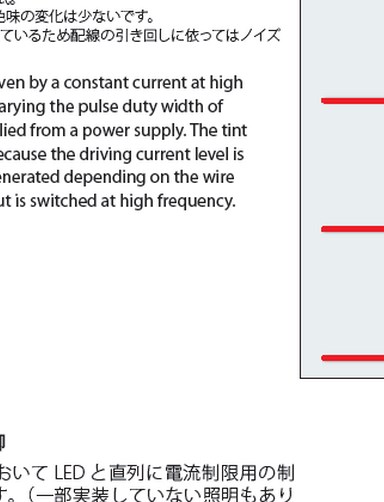 色味の変化は少ないです。
ているため配線の引き回しに依ってはノイズ
ven by a constant current at high
arying the pulse duty width of
lied from a power supply. The tint
ecause the driving current level is
enerated depending on the wire
ut is switched at high frequency.
御
おいて LED と直列に電流制限用の制
す。（一部実装していない照明もあり